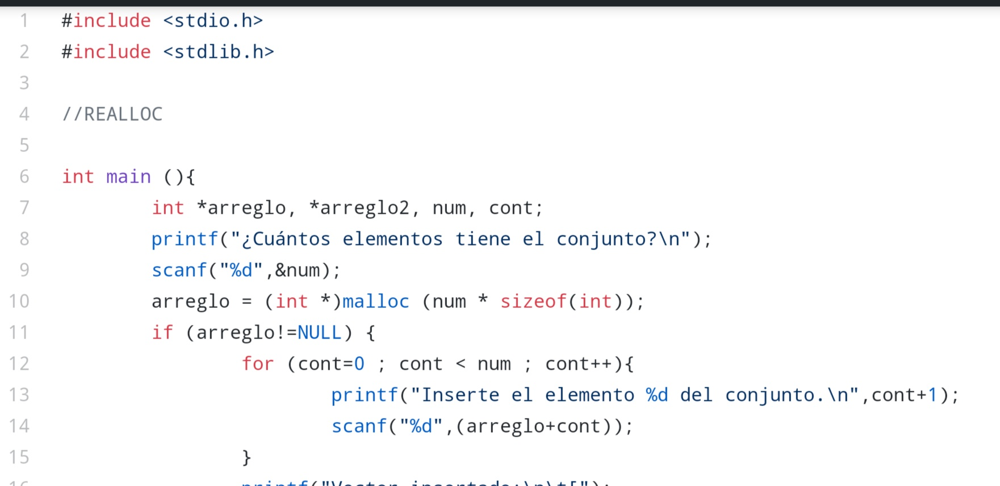 1 #include <stdio.h>
2 #include <stdlib.h>
3
4 //REALLOC
5
6 int main (){
7 int *arreglo, *arreglo2, num, cont;
8 printf("¿Cuántos elementos tiene el conjunto?\n");
9 scanf("%d",&num);
10 arreglo = (int *)malloc (num * sizeof(int));
11 if (arreglo!=NULL) {
12 for (cont=0 ; cont < num ; cont++){
13 printf("Inserte el elemento %d del conjunto.\n",cont+1);
14 scanf("%d",(arreglo+cont));
15 }
16 printf("Vector insertado:\n\t[");